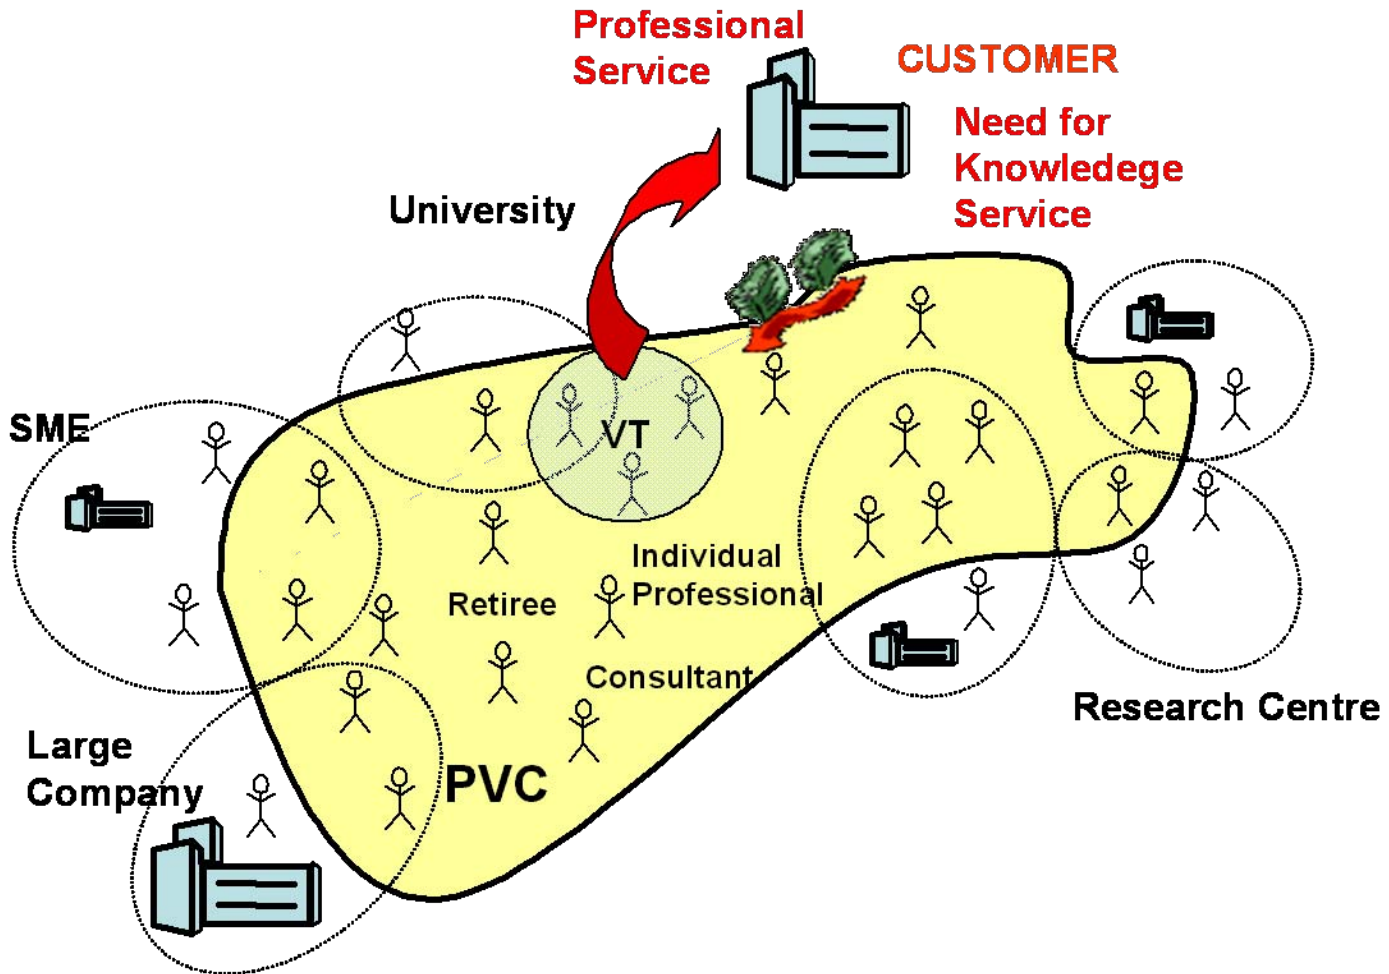 Professional
Service
CUSTOMER
Need for
Knowledege
Service
University
SME
VT
Individual
Professional
Retiree
Consultant
Research Centre
Large
Company
PVC